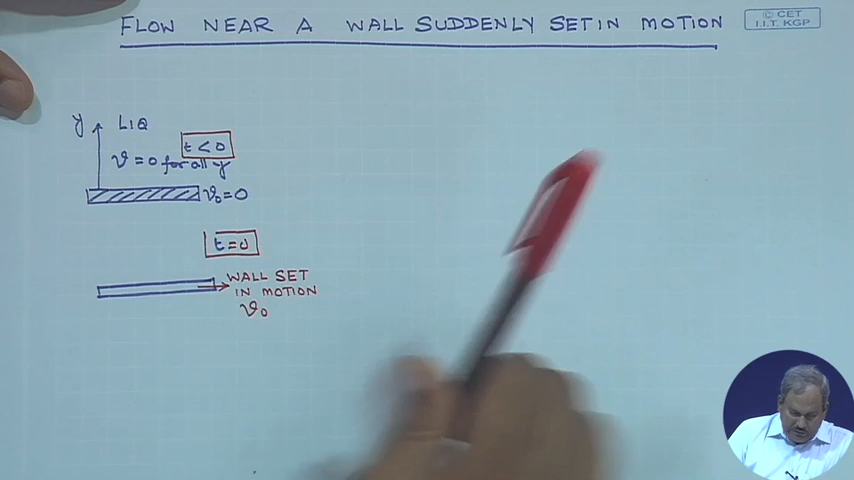 FLOW NEAR A WALL SUDDENLY SET IN MOTION
© CET
I.I.T. KGP
y
LIQ
t < 0
v = 0 for all y
v₀ = 0
t = 0
WALL SET
IN MOTION
v₀